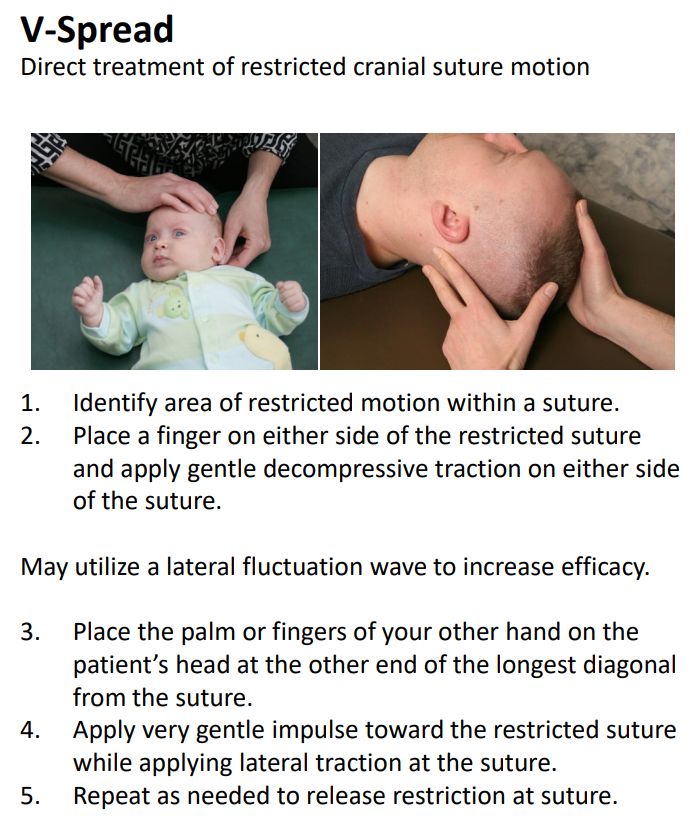 V-Spread
Direct treatment of restricted cranial suture motion
1. Identify area of restricted motion within a suture.
2. Place a finger on either side of the restricted suture
and apply gentle decompressive traction on either side
of the suture.
May utilize a lateral fluctuation wave to increase efficacy.
3. Place the palm or fingers of your other hand on the
patient’s head at the other end of the longest diagonal
from the suture.
4. Apply very gentle impulse toward the restricted suture
while applying lateral traction at the suture.
5. Repeat as needed to release restriction at suture.